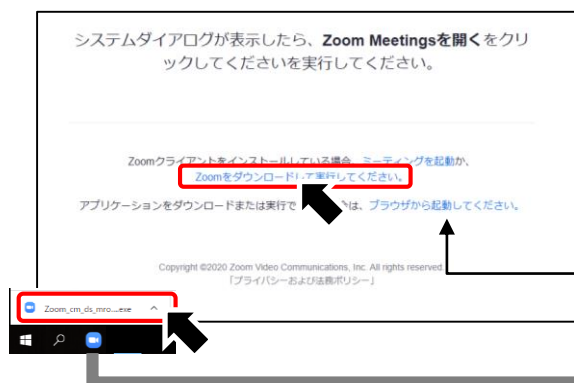 システムダイアログが表示したら、Zoom Meetingsを開くをクリ
ックしてくださいを実行してください。
Zoomクライアントをインストールしている場合、ミーティングを起動か、
Zoomをダウンロードして実行してください。
アプリケーションをダウンロードまたは実行で は、ブラウザから起動してください。
Copyright ©2020 Zoom Video Communications, Inc. All rights reserved.
「プライバシーおよび法務ポリシー」
Zoom_cm_ds_mro....exe